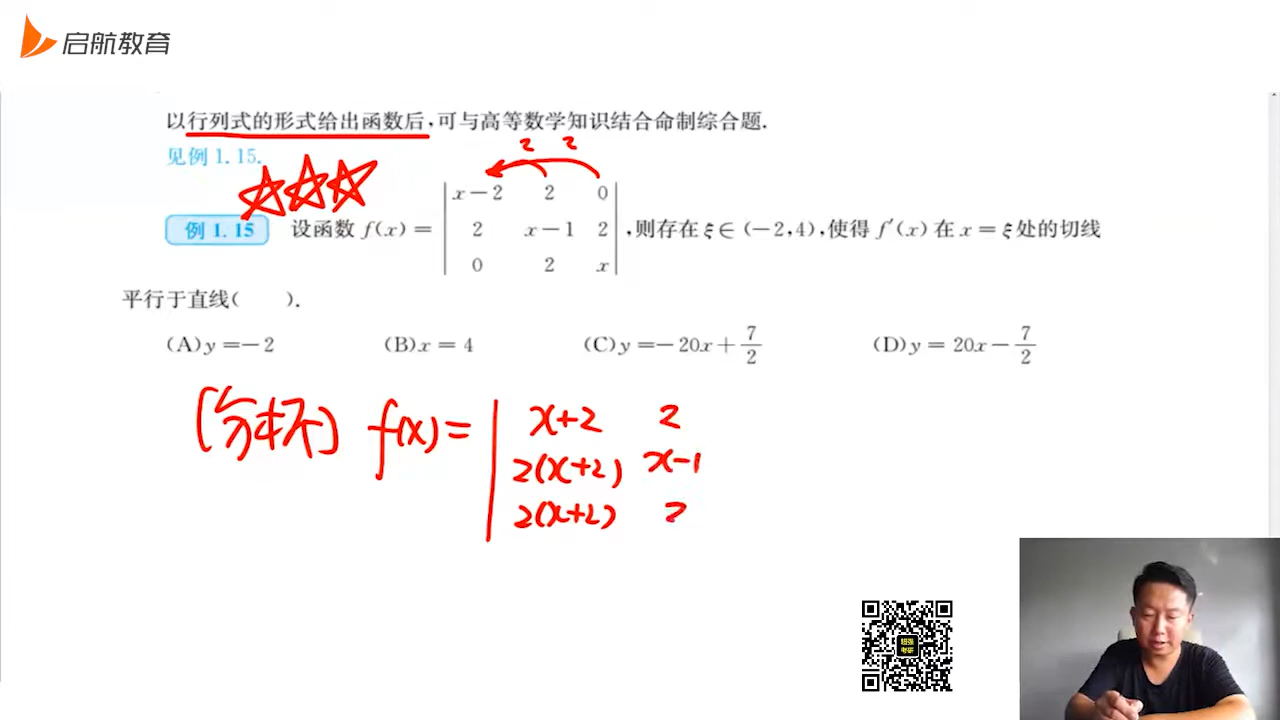 启航教育
以行列式的形式给出函数后,可与高等数学知识结合命制综合题.
见例 1.15.
2 2
x-2 2 0
例 1.15 设函数 f(x) = 2 x-1 2 ,则存在 ξ∈(-2,4),使得 f′(x)在 x=ξ处的切线
0 2 x
平行于直线( ).
(A)y=-2 (B)x=4 (C)y=-20x+7/2 (D)y=20x-7/2
[分析] f(x)= x+2 2
2(x+2) x-1
2(x+2) 2